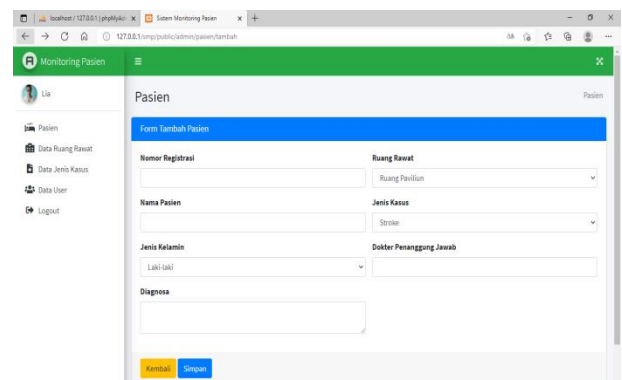 localhost / 127.0.0.1 | phpMyAd
Sistem Monitoring Pasien
127.0.0.1/smp/public/admin/pasien/tambah
Monitoring Pasien
Lia
Pasien
Pasien
Pasien
Data Ruang Rawat
Data Jenis Kasus
Data User
Logout
Form Tambah Pasien
Nomor Registrasi
Ruang Rawat
Ruang Paviliun
Nama Pasien
Jenis Kasus
Stroke
Jenis Kelamin
Dokter Penanggung Jawab
Laki-laki
Diagnosa
Kembali
Simpan